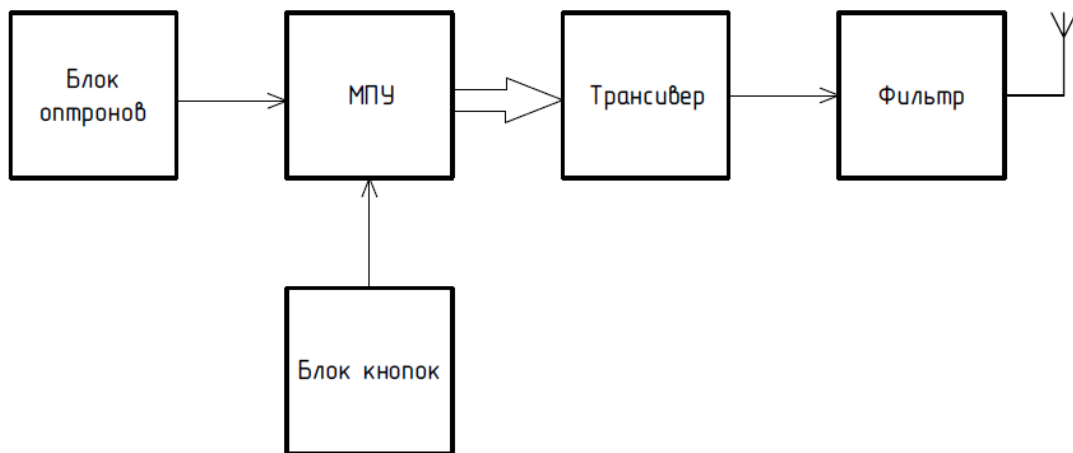 Блок
оптронов
МПУ
Трансивер
Фильтр
Блок кнопок